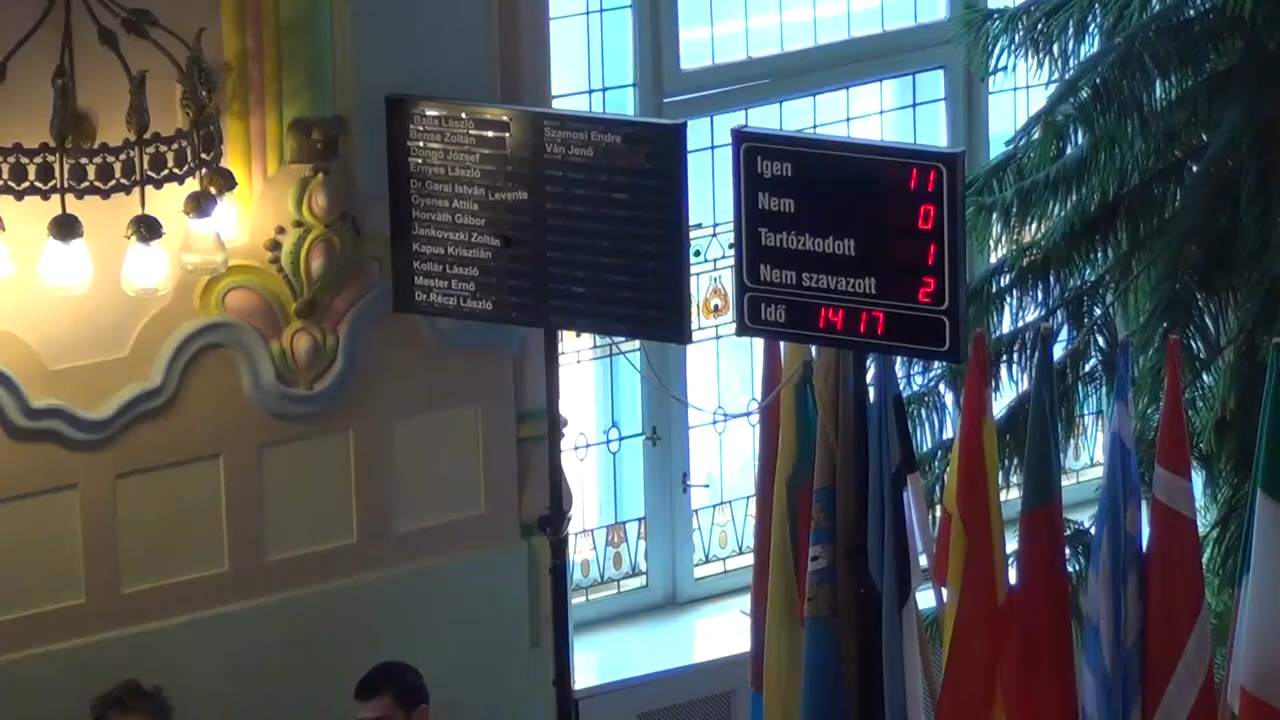 Balla László
Bense Zoltán
Dongó József
Ernyes László
Dr.Garai István Levente
Gyenes Attila
Horváth Gábor
Jankovszki Zoltán
Kapus Krisztián
Kollár László
Mester Ernő
Dr.Réczi László
Szamosi Endre
Ván Jenő
Igen 11
Nem 0
Tartózkodott 1
Nem szavazott 2
Idő 14 17